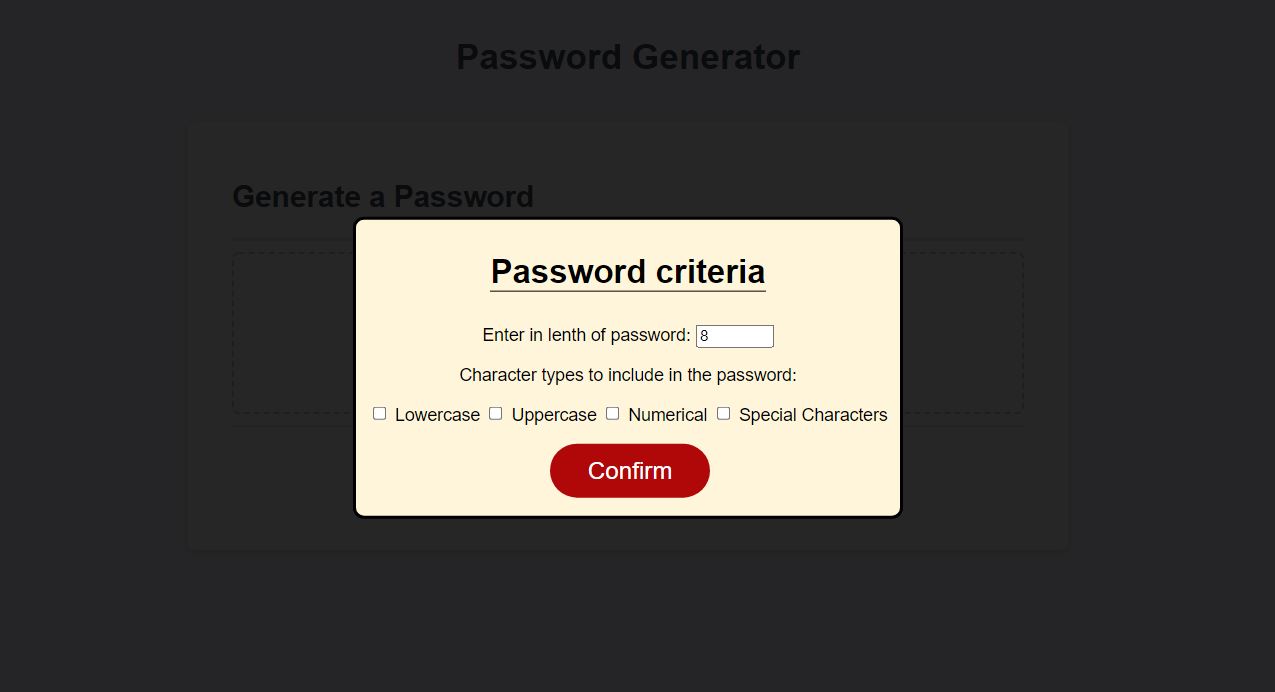 Password Generator
Generate a Password
Password criteria
Enter in lenth of password: 8
Character types to include in the password:
Lowercase Uppercase Numerical Special Characters
Confirm